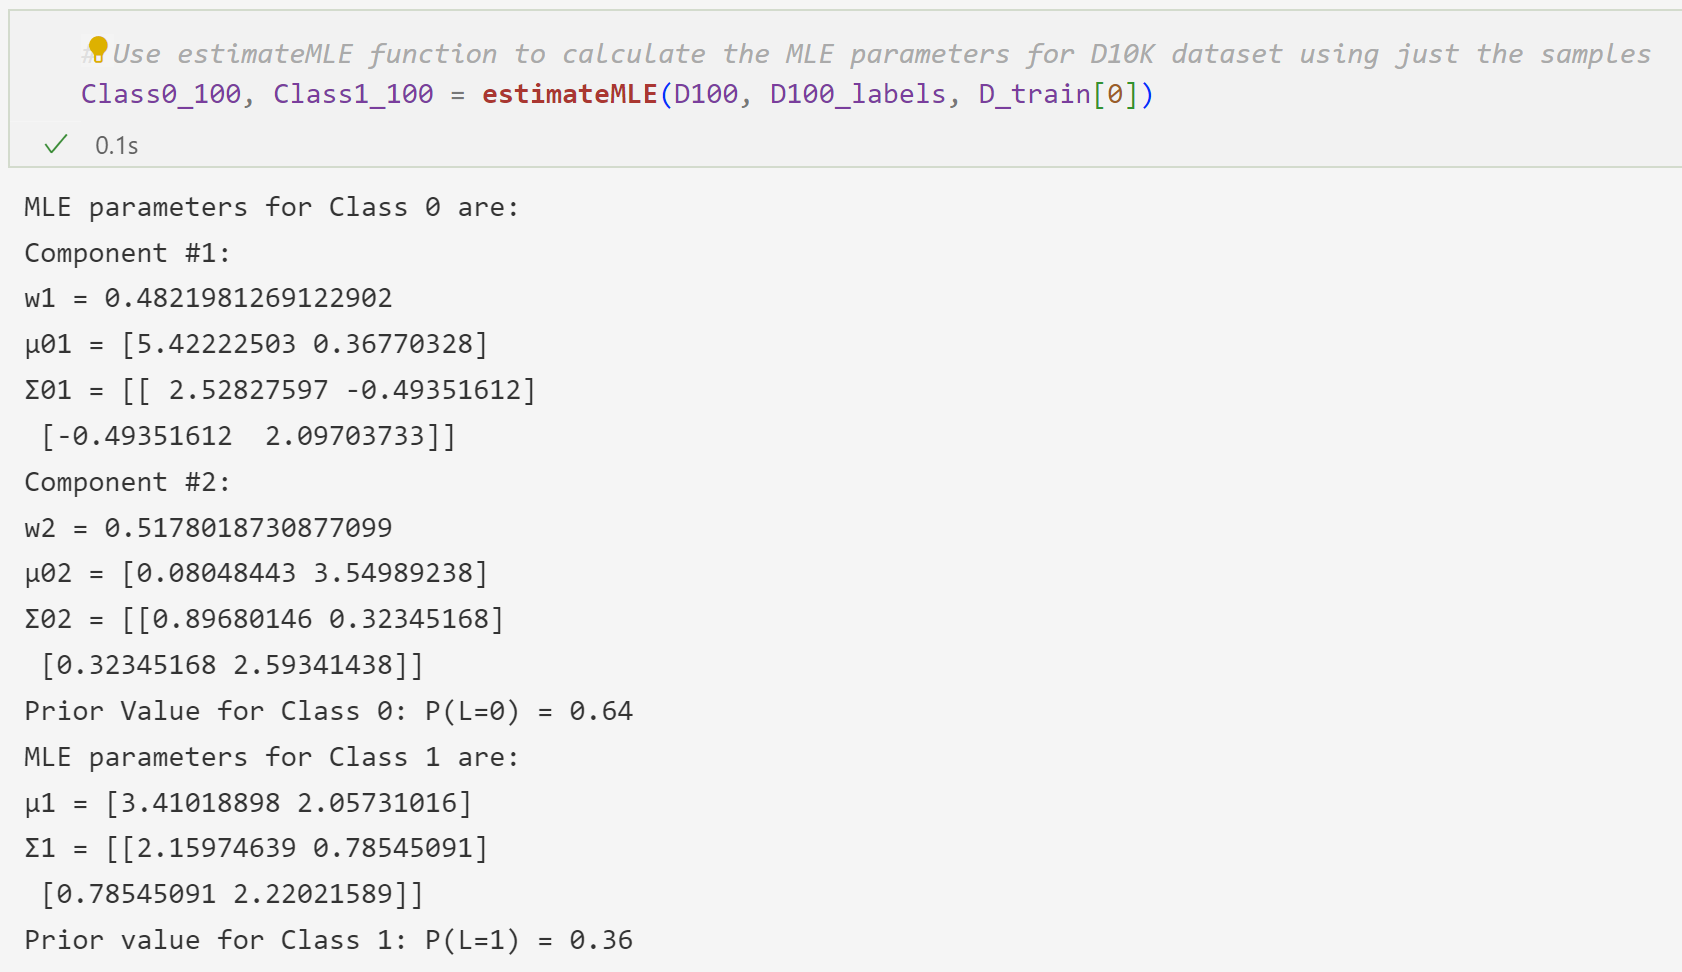 # Use estimateMLE function to calculate the MLE parameters for D10K dataset using just the samples
Class0_100, Class1_100 = estimateMLE(D100, D100_labels, D_train[0])
0.1s
MLE parameters for Class 0 are:
Component #1:
w1 = 0.4821981269122902
μ01 = [5.42222503 0.36770328]
Σ01 = [[ 2.52827597 -0.49351612]
 [-0.49351612  2.09703733]]
Component #2:
w2 = 0.5178018730877099
μ02 = [0.08048443 3.54989238]
Σ02 = [[0.89680146 0.32345168]
 [0.32345168 2.59341438]]
Prior Value for Class 0: P(L=0) = 0.64
MLE parameters for Class 1 are:
μ1 = [3.41018898 2.05731016]
Σ1 = [[2.15974639 0.78545091]
 [0.78545091 2.22021589]]
Prior value for Class 1: P(L=1) = 0.36